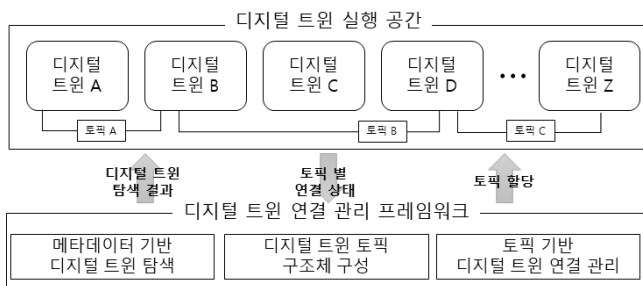 디지털 트윈 실행 공간
디지털
트윈 A
디지털
트윈 B
디지털
트윈 C
디지털
트윈 D
•••
디지털
트윈 Z
토픽 A
토픽 B
토픽 C
디지털 트윈
탐색 결과
토픽 별
연결 상태
토픽 할당
디지털 트윈 연결 관리 프레임워크
메타데이터 기반
디지털 트윈 탐색
디지털 트윈 토픽
구조체 구성
토픽 기반
디지털 트윈 연결 관리